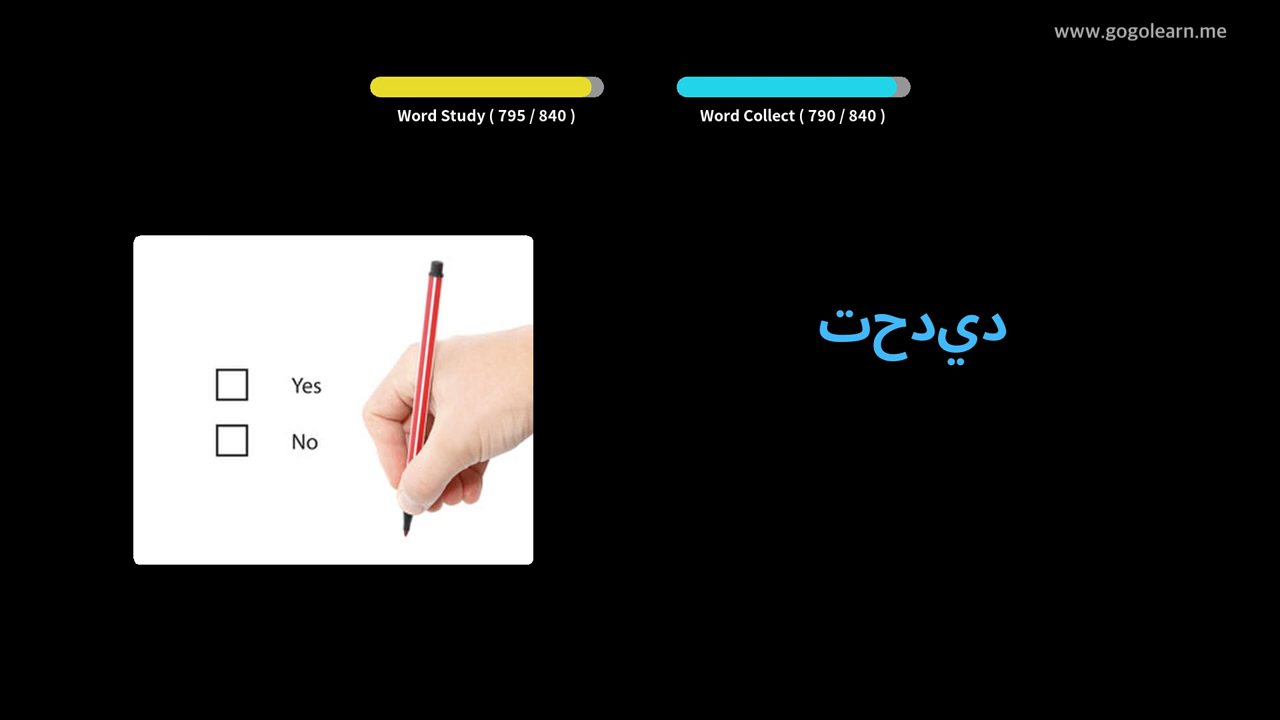 www.gogolearn.me
Word Study ( 795 / 840 )
Word Collect ( 790 / 840 )
Yes
No
تحديد